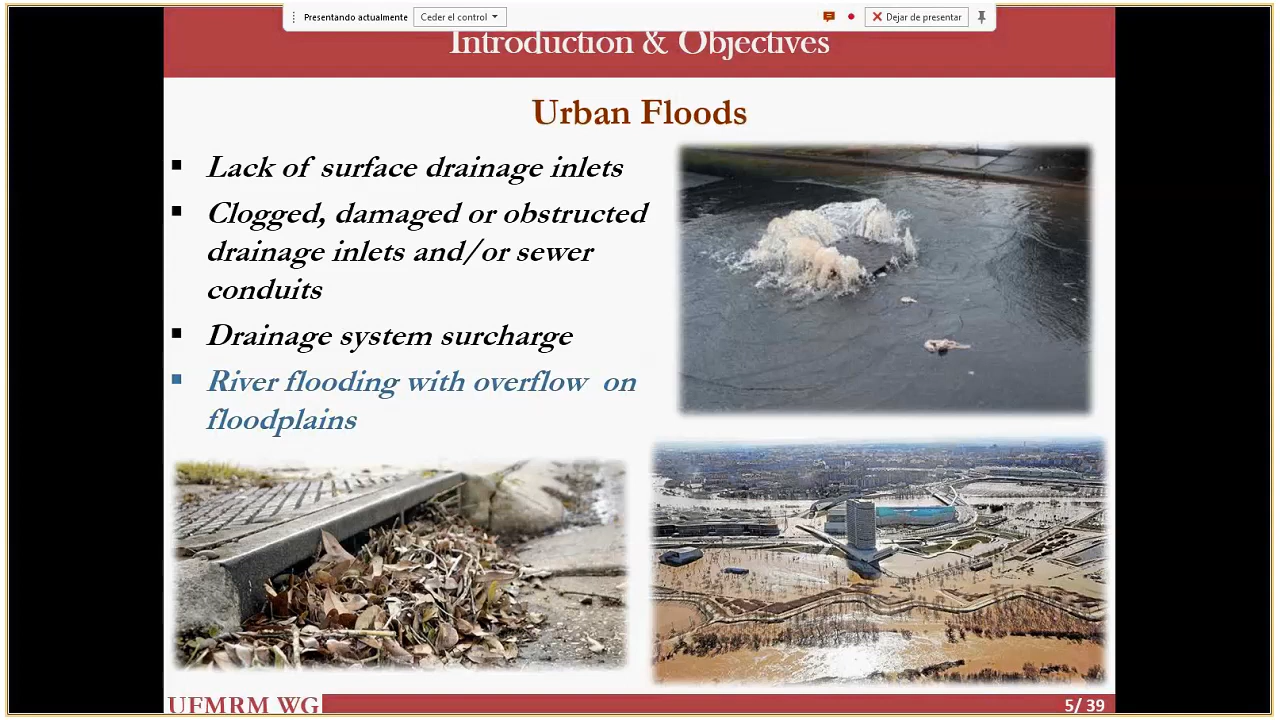 Presentando actualmente
Ceder el control
Dejar de presentar
Introduction & Objectives
Urban Floods
▪ Lack of surface drainage inlets
▪ Clogged, damaged or obstructed
drainage inlets and/or sewer
conduits
▪ Drainage system surcharge
▪ River flooding with overflow on
floodplains
UFMRM WG
5/ 39